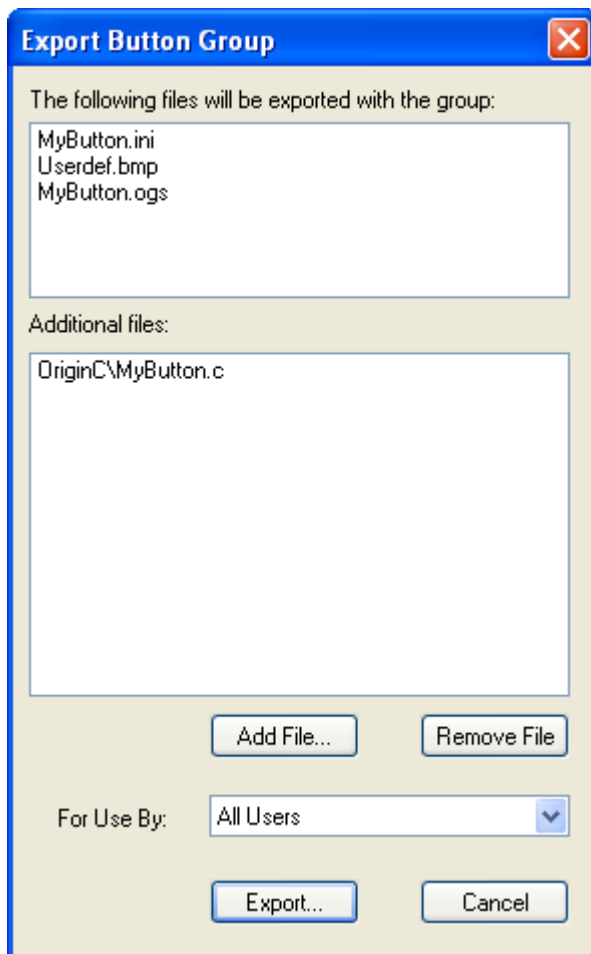 Export Button Group
The following files will be exported with the group:
MyButton.ini
Userdef.bmp
MyButton.ogs
Additional files:
OriginC\MyButton.c
Add File...
Remove File
For Use By:
All Users
Export...
Cancel